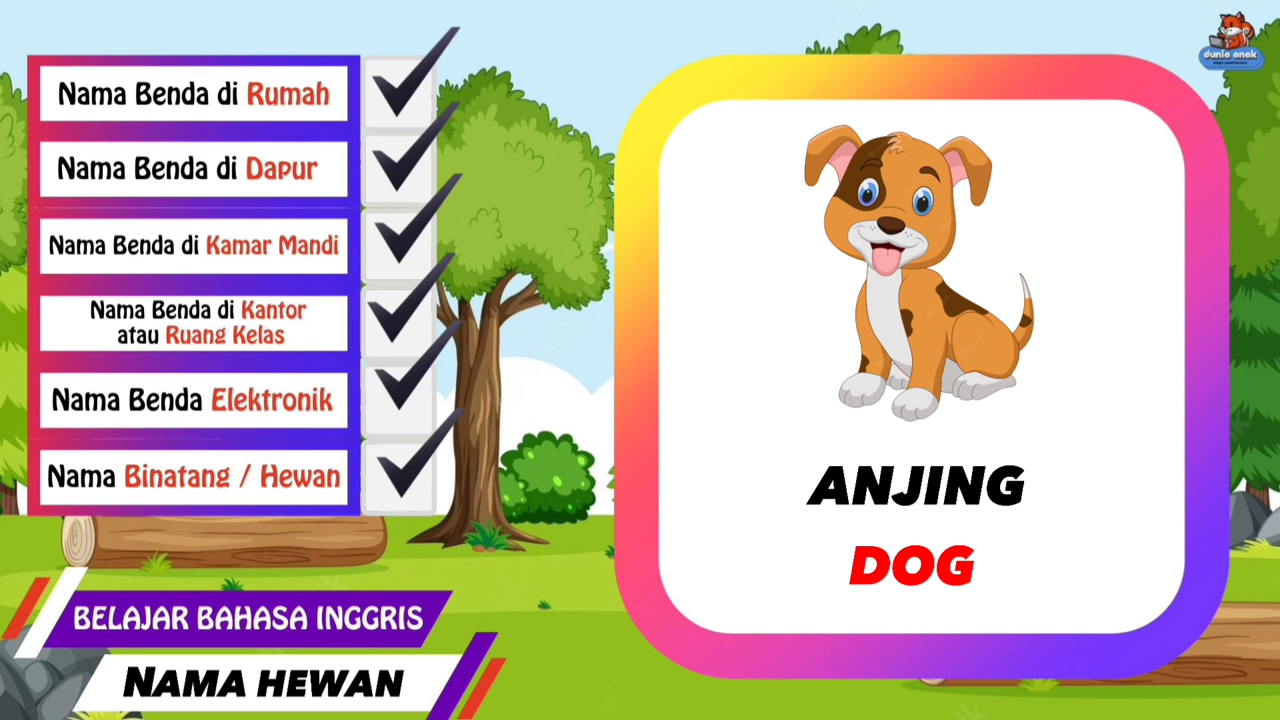 Nama Benda di Rumah
Nama Benda di Dapur
Nama Benda di Kamar Mandi
Nama Benda di Kantor
atau Ruang Kelas
Nama Benda Elektronik
Nama Binatang / Hewan
BELAJAR BAHASA INGGRIS
NAMA HEWAN
dunia anak
ANJING
DOG